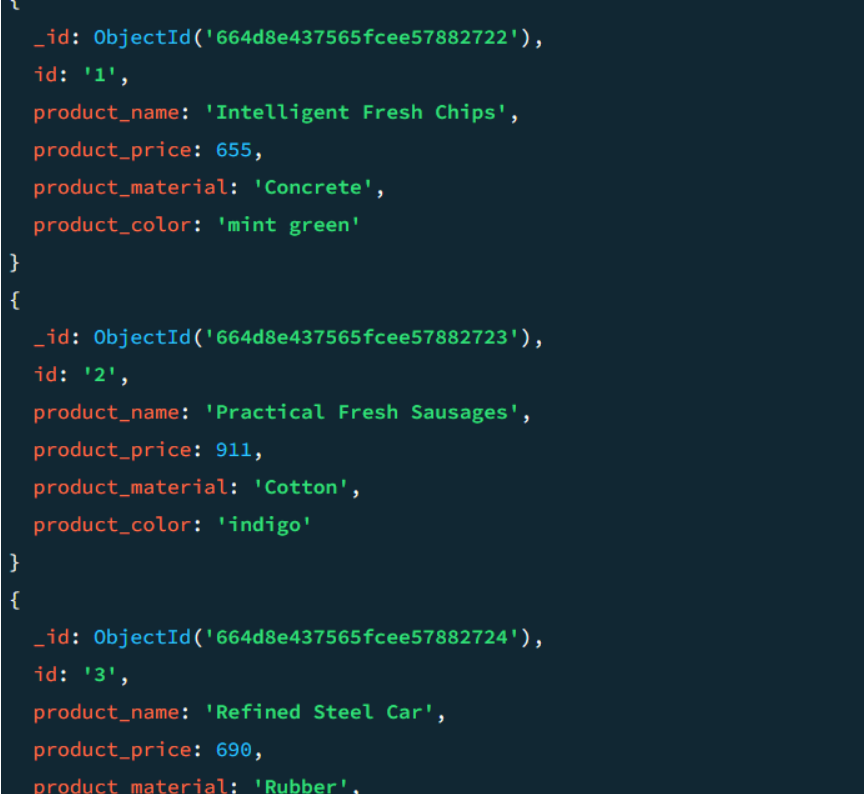 {
_id: ObjectId('664d8e437565fcee57882722'),
id: '1',
product_name: 'Intelligent Fresh Chips',
product_price: 655,
product_material: 'Concrete',
product_color: 'mint green'
}
{
_id: ObjectId('664d8e437565fcee57882723'),
id: '2',
product_name: 'Practical Fresh Sausages',
product_price: 911,
product_material: 'Cotton',
product_color: 'indigo'
}
{
_id: ObjectId('664d8e437565fcee57882724'),
id: '3',
product_name: 'Refined Steel Car',
product_price: 690,
product_material: 'Rubber',